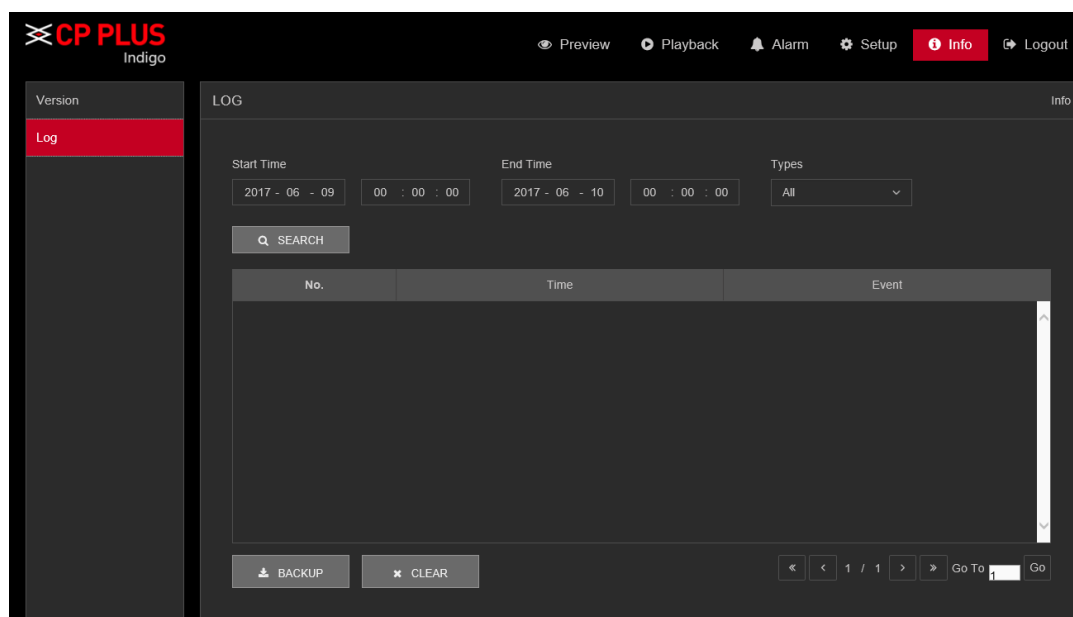 CP PLUS
Indigo
Preview Playback Alarm Setup Info Logout
Version
Log
LOG Info
Start Time End Time Types
2017 - 06 - 09 00 : 00 : 00 2017 - 06 - 10 00 : 00 : 00 All
SEARCH
No. Time Event
BACKUP CLEAR « < 1 / 1 > » Go To 1 Go